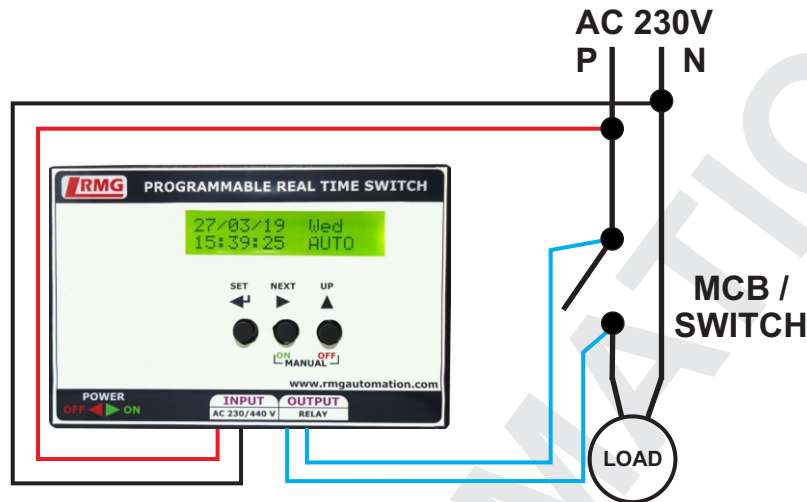 AC 230V
P N
RMG PROGRAMMABLE REAL TIME SWITCH
27/03/19 Wed
15:39:25 AUTO
SET NEXT UP
ON OFF
MANUAL
www.rmgautomation.com
POWER
OFF ON
INPUT OUTPUT
AC 230/440 V RELAY
MCB /
SWITCH
LOAD
MATIC